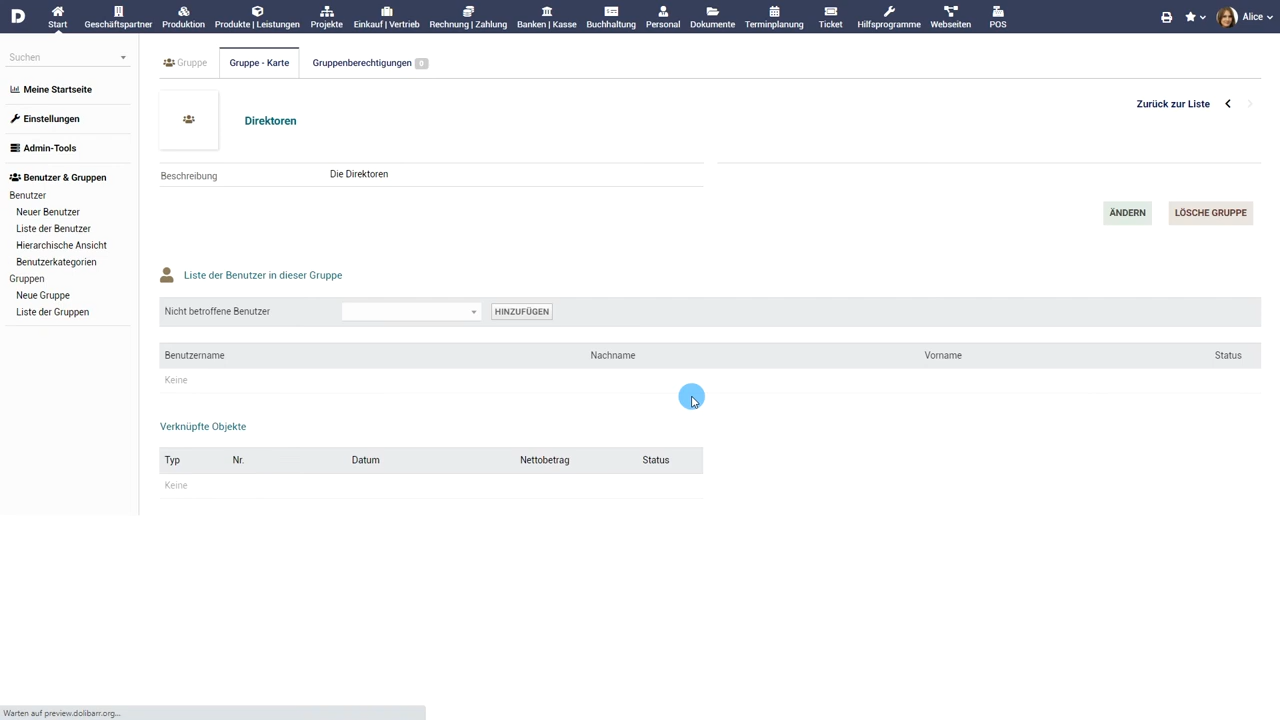 Start
Geschäftspartner
Produktion
Produkte | Leistungen
Projekte
Einkauf | Vertrieb
Rechnung | Zahlung
Banken | Kasse
Buchhaltung
Personal
Dokumente
Terminplanung
Ticket
Hilfsprogramme
Webseiten
POS
Alice
Suchen
Meine Startseite
Einstellungen
Admin-Tools
Benutzer & Gruppen
Benutzer
Neuer Benutzer
Liste der Benutzer
Hierarchische Ansicht
Benutzerkategorien
Gruppen
Neue Gruppe
Liste der Gruppen
Gruppe
Gruppe - Karte
Gruppenberechtigungen 0
Zurück zur Liste
Direktoren
Beschreibung Die Direktoren
ÄNDERN LÖSCHE GRUPPE
Liste der Benutzer in dieser Gruppe
Nicht betroffene Benutzer HINZUFÜGEN
Benutzername Nachname Vorname Status
Keine
Verknüpfte Objekte
Typ Nr. Datum Nettobetrag Status
Keine
Warten auf preview.dolibarr.org...